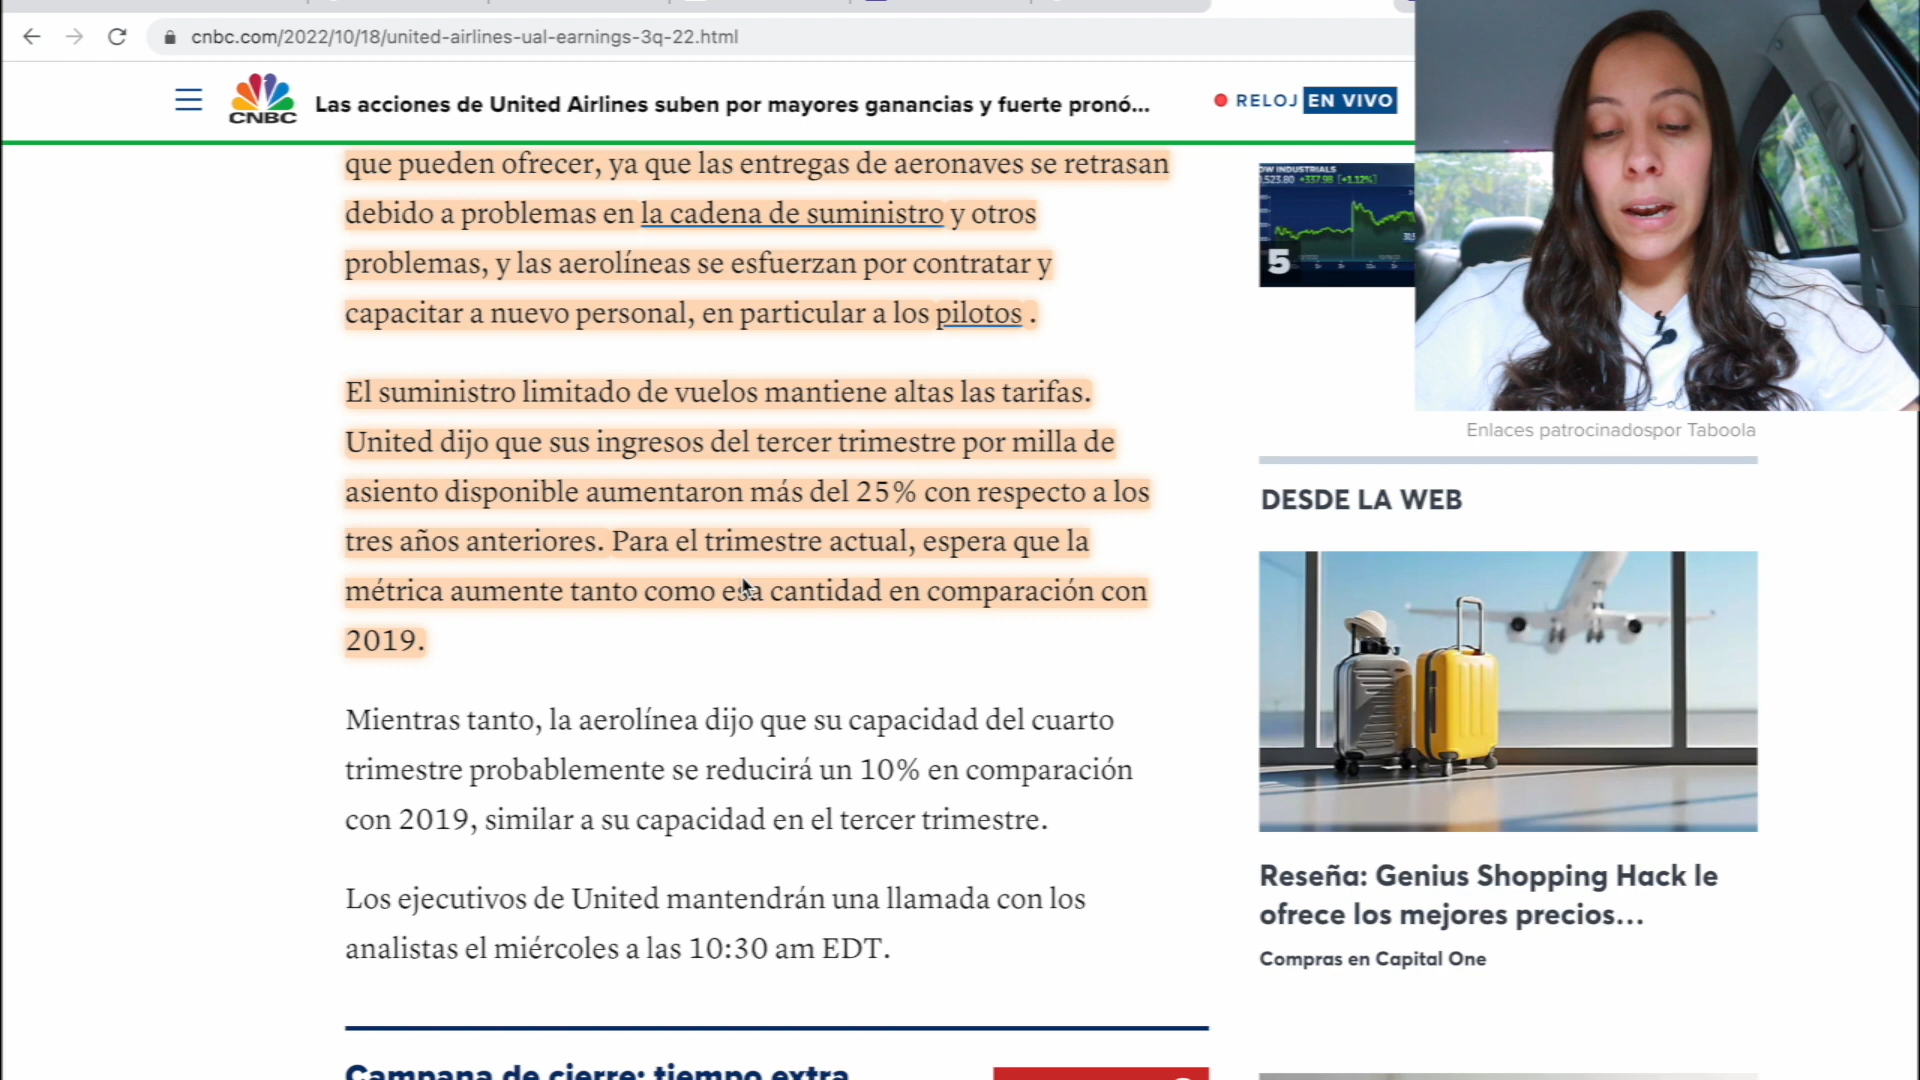 cnbc.com/2022/10/18/united-airlines-ual-earnings-3q-22.html
CNBC
Las acciones de United Airlines suben por mayores ganancias y fuerte pronó...
RELOJ EN VIVO
que pueden ofrecer, ya que las entregas de aeronaves se retrasan
debido a problemas en la cadena de suministro y otros
problemas, y las aerolíneas se esfuerzan por contratar y
capacitar a nuevo personal, en particular a los pilotos .
El suministro limitado de vuelos mantiene altas las tarifas.
United dijo que sus ingresos del tercer trimestre por milla de
asiento disponible aumentaron más del 25% con respecto a los
tres años anteriores. Para el trimestre actual, espera que la
métrica aumente tanto como esa cantidad en comparación con
2019.
Mientras tanto, la aerolínea dijo que su capacidad del cuarto
trimestre probablemente se reducirá un 10% en comparación
con 2019, similar a su capacidad en el tercer trimestre.
Los ejecutivos de United mantendrán una llamada con los
analistas el miércoles a las 10:30 am EDT.
Campana de cierre: tiempo extra
OW INDUSTRIALS
,523.80 +337.98 [+1.12%]
5
Enlaces patrocinadospor Taboola
DESDE LA WEB
Reseña: Genius Shopping Hack le
ofrece los mejores precios...
Compras en Capital One